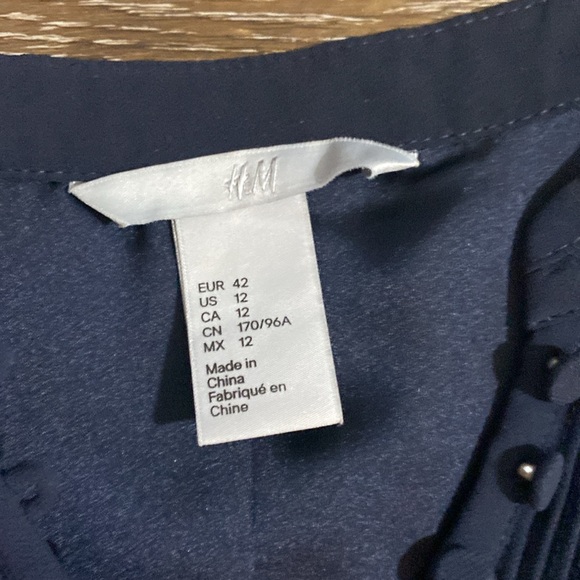 H&M
EUR 42
US 12
CA 12
CN 170/96A
MX 12
Made in
China
Fabriqué en
Chine